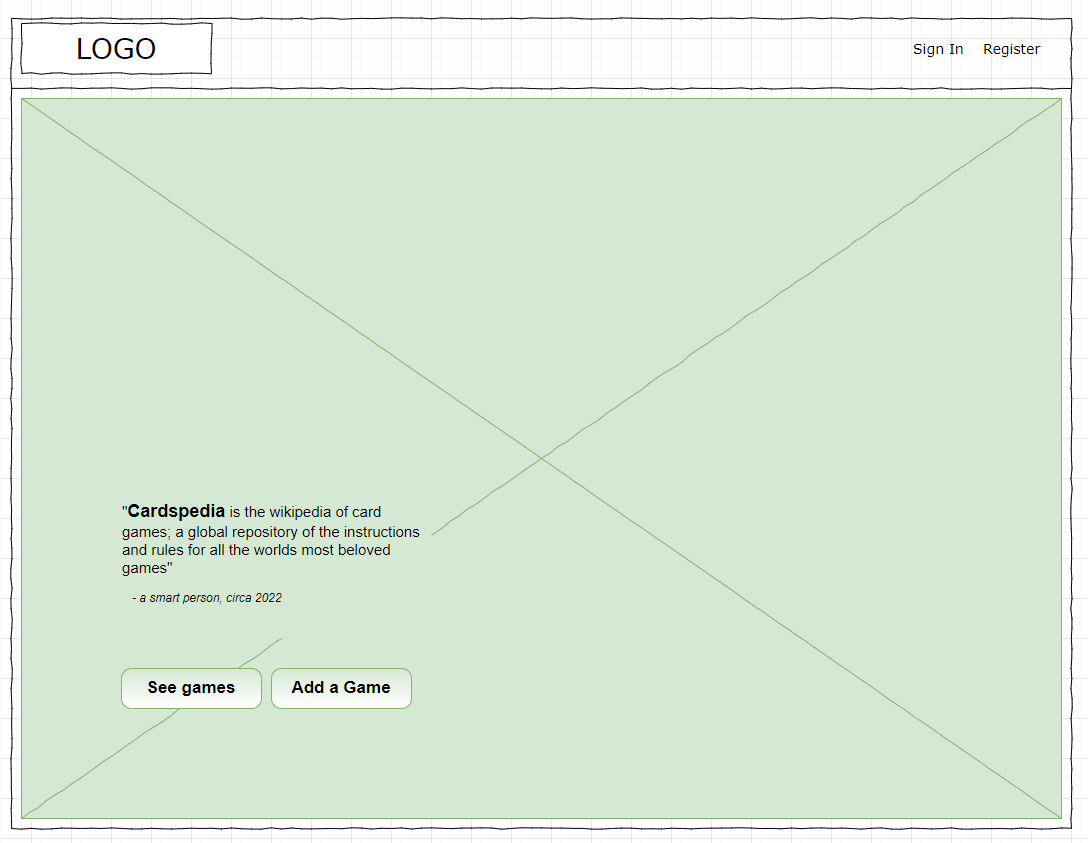 LOGO
Sign In
Register
"Cardspedia is the wikipedia of card
games; a global repository of the instructions
and rules for all the worlds most beloved
games"
- a smart person, circa 2022
See games
Add a Game